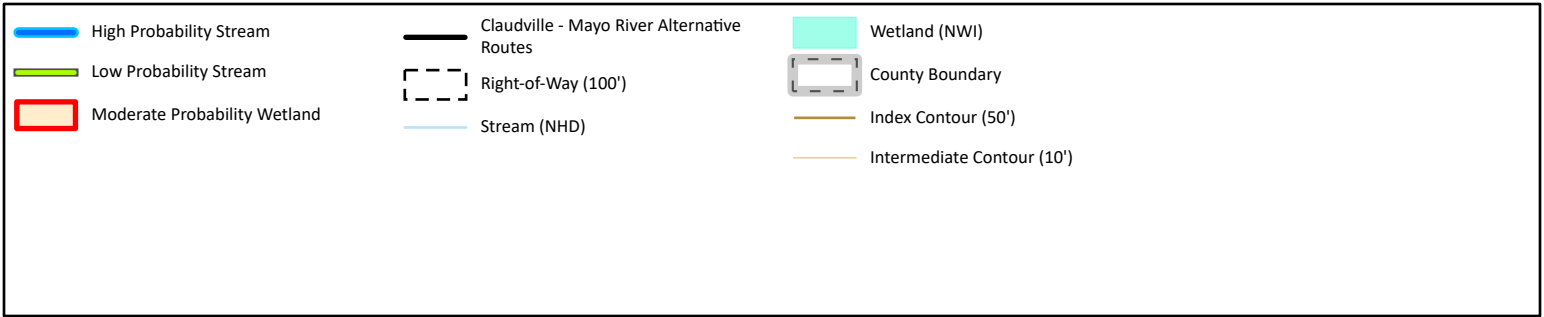 High Probability Stream
Low Probability Stream
Moderate Probability Wetland
Claudville - Mayo River Alternative
Routes
Right-of-Way (100')
Stream (NHD)
Wetland (NWI)
County Boundary
Index Contour (50')
Intermediate Contour (10')